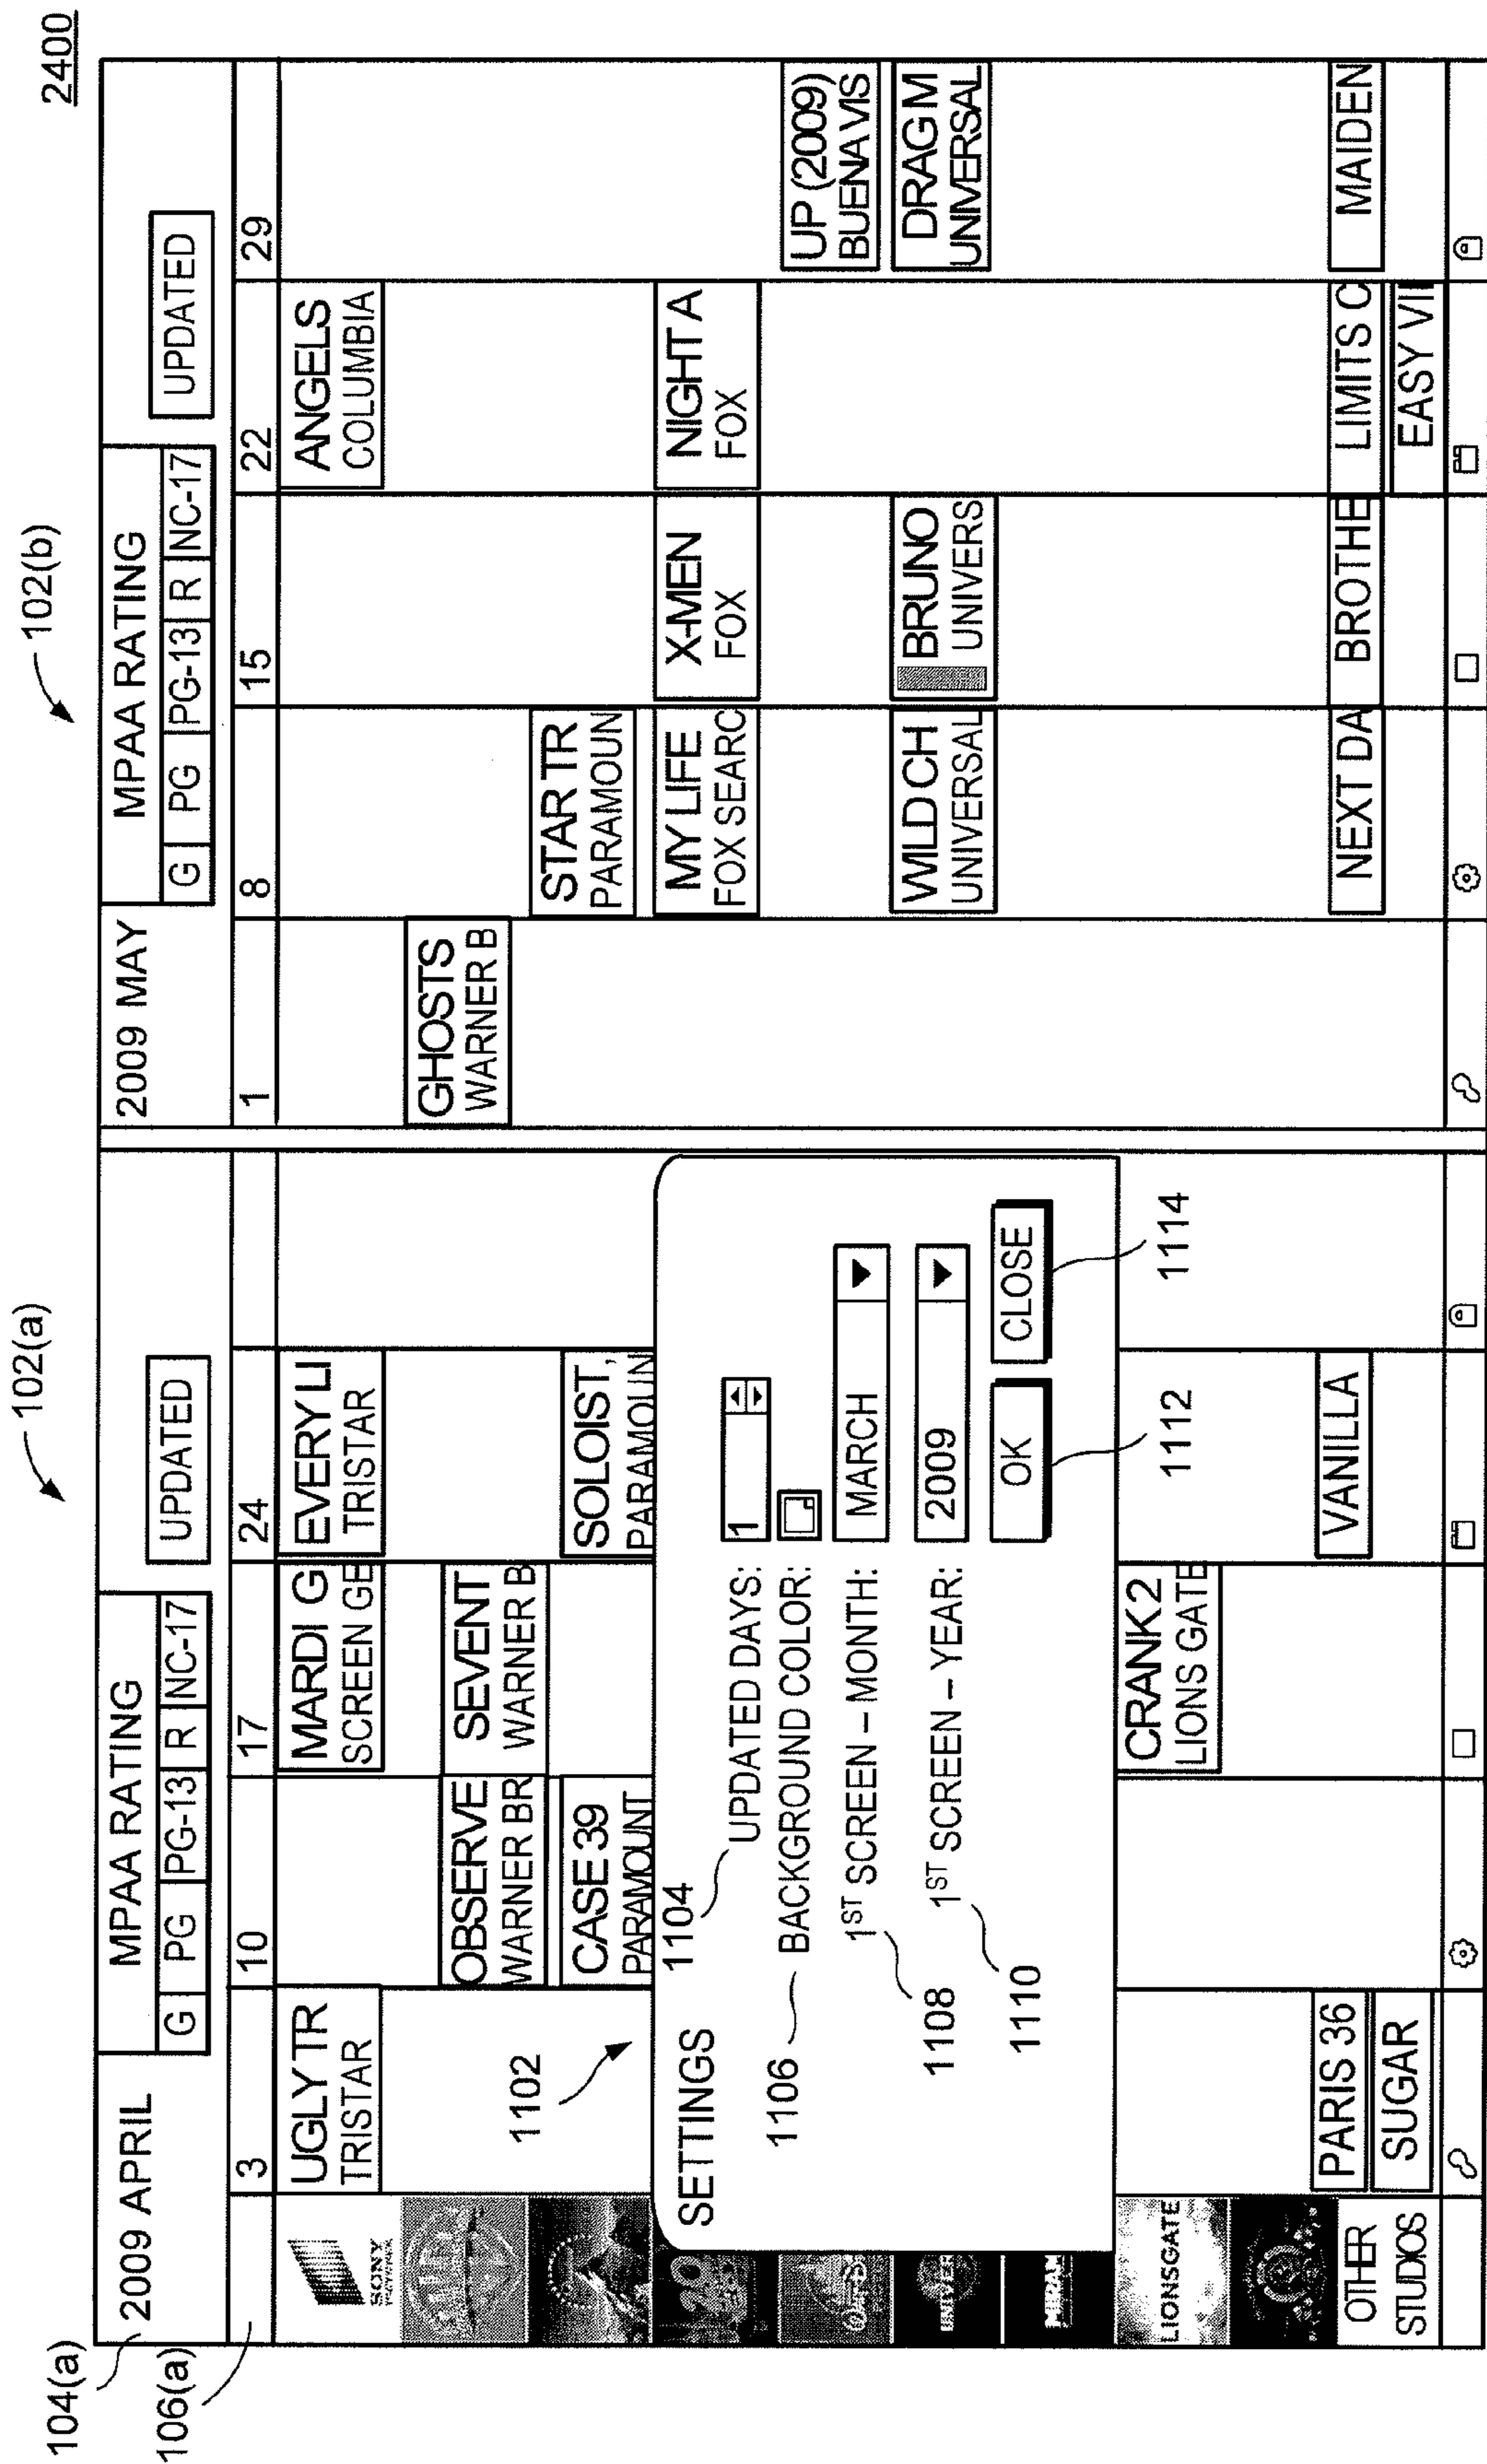 2400
102(a)
102(b)
104(a)
2009 APRIL
MPAA RATING
G PG PG-13 R NC-17
UPDATED
2009 MAY
MPAA RATING
G PG PG-13 R NC-17
UPDATED
106(a)
3 10 17 24
1 8 15 22 29
SONY
UGLY TR
TRISTAR
MARDI G
SCREEN GE
EVERY LI
TRISTAR
ANGELS
COLUMBIA
OBSERVE
WARNER BR
SEVENT
WARNER B
GHOSTS
WARNER B
CASE 39
PARAMOUNT
SOLOIST,
PARAMOUN
STAR TR
PARAMOUN
MY LIFE
FOX SEARC
X-MEN
FOX
NIGHT A
FOX
UP (2009)
BUENA VIS
WILD CH
UNIVERSAL
BRUNO
UNIVERS
DRAG M
UNIVERSAL
1102
SETTINGS
1104
UPDATED DAYS: 1
1106
BACKGROUND COLOR:
1108
1ST SCREEN – MONTH: MARCH
1110
1ST SCREEN – YEAR: 2009
OK CLOSE
1112
1114
UNIVER
LIONSGATE
CRANK 2
LIONS GATE
OTHER
STUDIOS
PARIS 36
SUGAR
VANILLA
NEXT DA
BROTHE
LIMITS C
EASY VI
MAIDEN